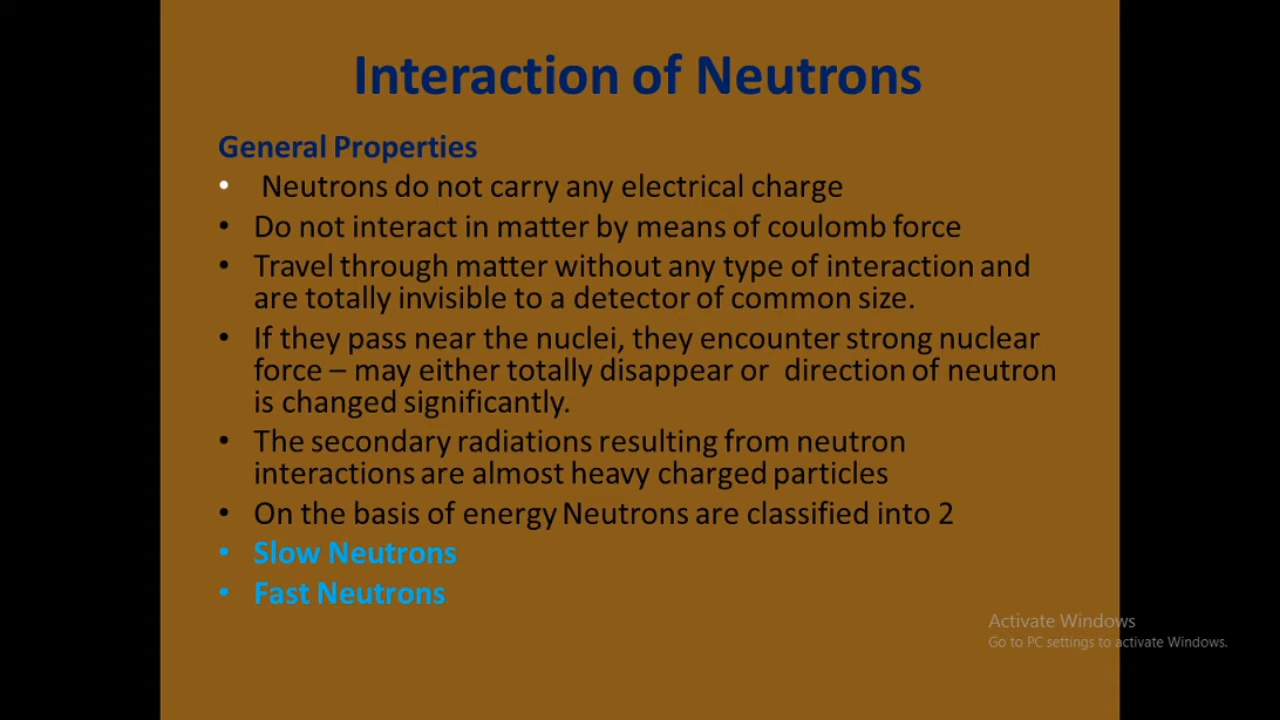 Interaction of Neutrons
General Properties
• Neutrons do not carry any electrical charge
• Do not interact in matter by means of coulomb force
• Travel through matter without any type of interaction and
are totally invisible to a detector of common size.
• If they pass near the nuclei, they encounter strong nuclear
force – may either totally disappear or direction of neutron
is changed significantly.
• The secondary radiations resulting from neutron
interactions are almost heavy charged particles
• On the basis of energy Neutrons are classified into 2
• Slow Neutrons
• Fast Neutrons
Activate Windows
Go to PC settings to activate Windows.